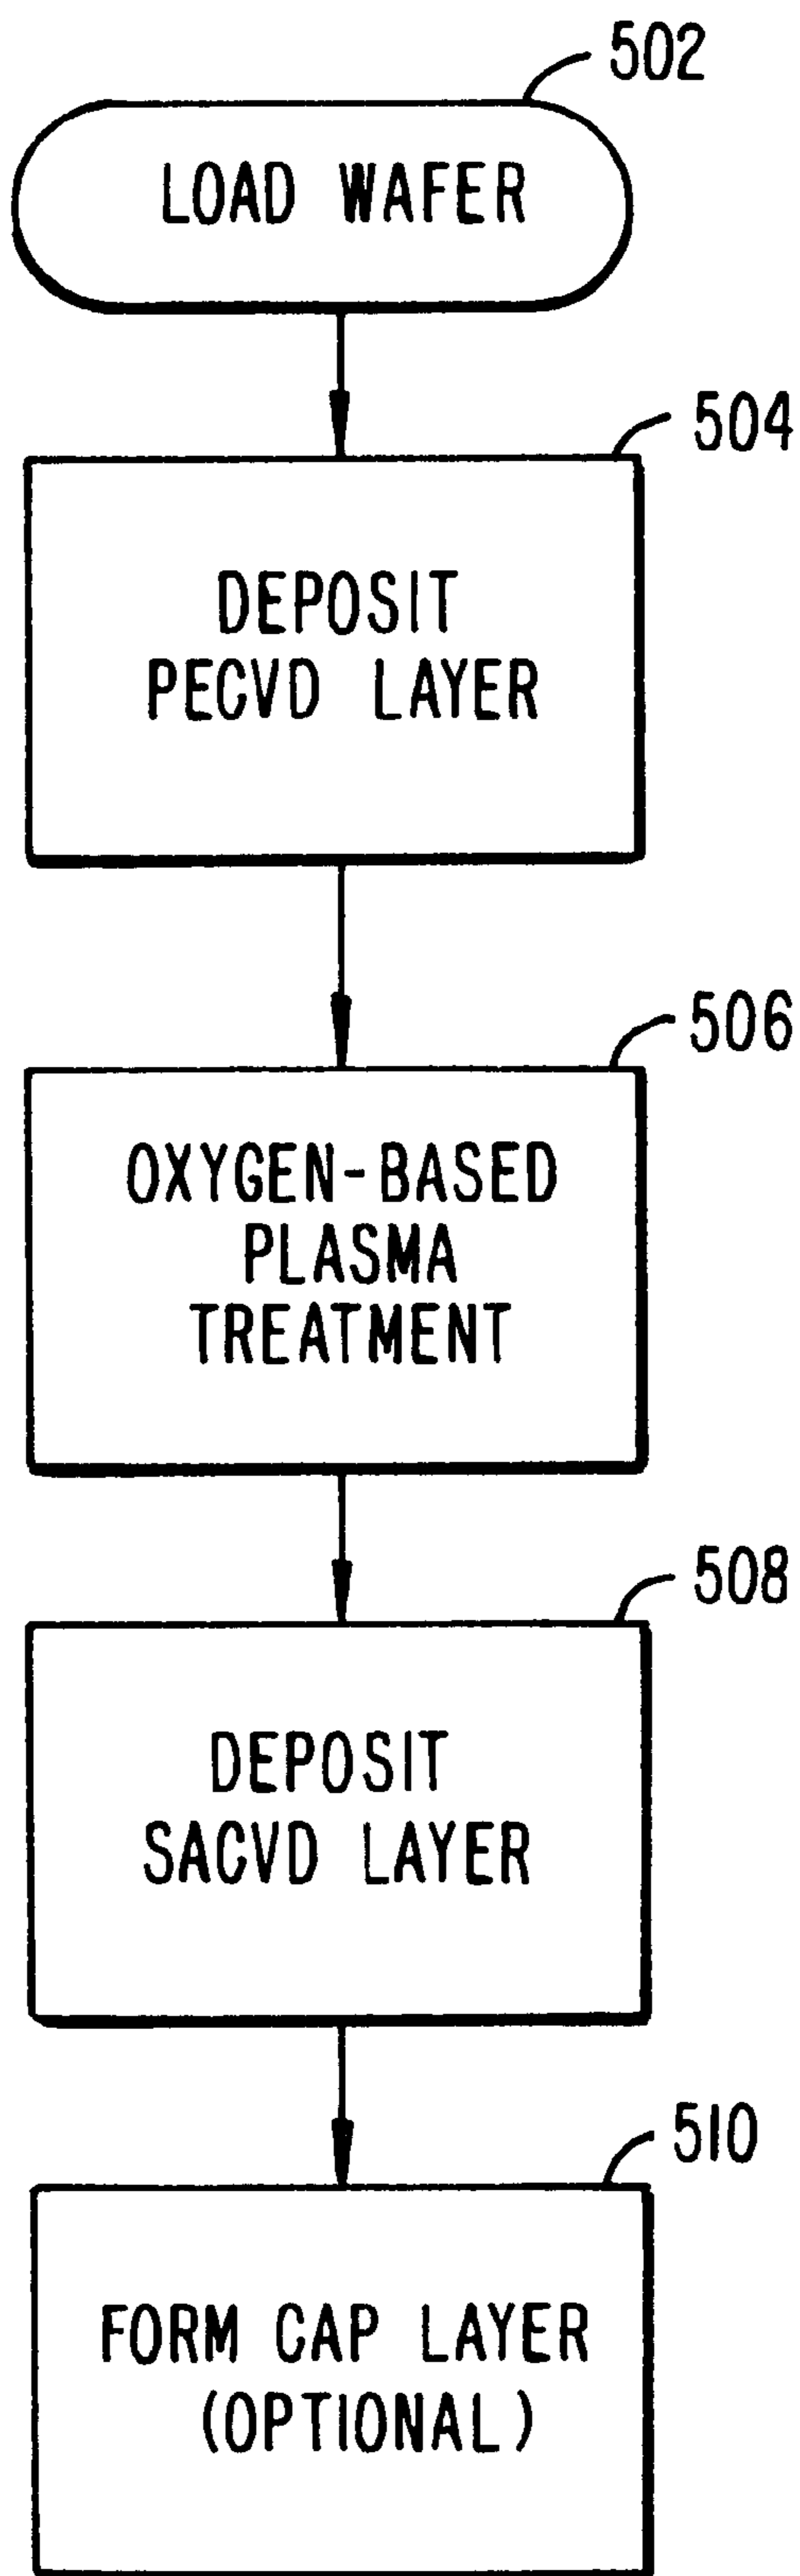 502
LOAD WAFER
504
DEPOSIT
PECVD LAYER
506
OXYGEN-BASED
PLASMA
TREATMENT
508
DEPOSIT
SACVD LAYER
510
FORM CAP LAYER
(OPTIONAL)